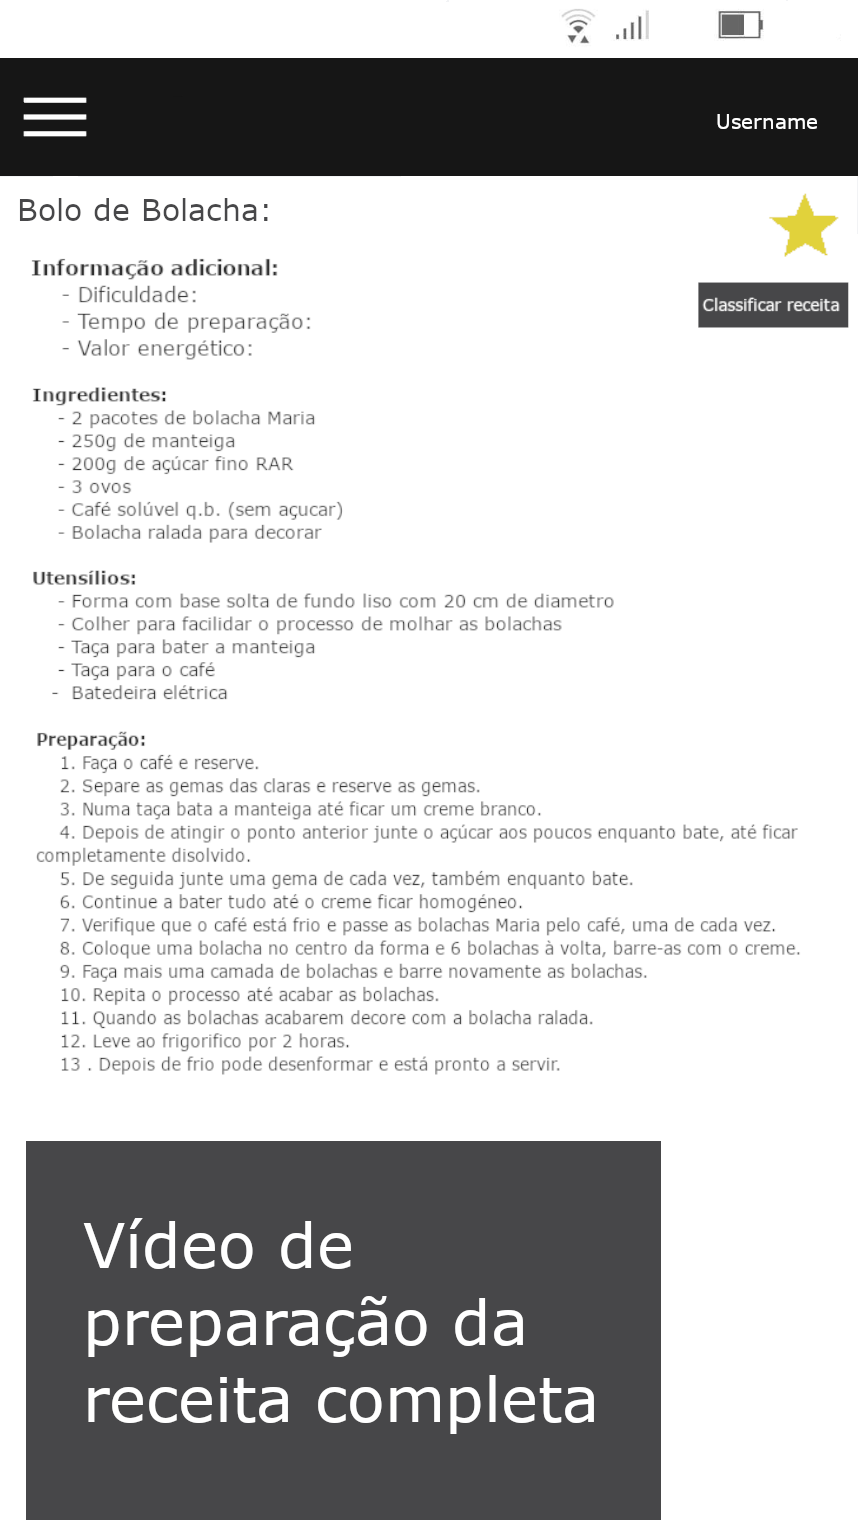 Username
Bolo de Bolacha:
Informação adicional:
- Dificuldade:
- Tempo de preparação:
- Valor energético:
Classificar receita
Ingredientes:
- 2 pacotes de bolacha Maria
- 250g de manteiga
- 200g de açúcar fino RAR
- 3 ovos
- Café solúvel q.b. (sem açucar)
- Bolacha ralada para decorar
Utensílios:
- Forma com base solta de fundo liso com 20 cm de diametro
- Colher para facilidar o processo de molhar as bolachas
- Taça para bater a manteiga
- Taça para o café
- Batedeira elétrica
Preparação:
1. Faça o café e reserve.
2. Separe as gemas das claras e reserve as gemas.
3. Numa taça bata a manteiga até ficar um creme branco.
4. Depois de atingir o ponto anterior junte o açúcar aos poucos enquanto bate, até ficar
completamente disolvido.
5. De seguida junte uma gema de cada vez, também enquanto bate.
6. Continue a bater tudo até o creme ficar homogéneo.
7. Verifique que o café está frio e passe as bolachas Maria pelo café, uma de cada vez.
8. Coloque uma bolacha no centro da forma e 6 bolachas à volta, barre-as com o creme.
9. Faça mais uma camada de bolachas e barre novamente as bolachas.
10. Repita o processo até acabar as bolachas.
11. Quando as bolachas acabarem decore com a bolacha ralada.
12. Leve ao frigorifico por 2 horas.
13 . Depois de frio pode desenformar e está pronto a servir.
Vídeo de
preparação da
receita completa